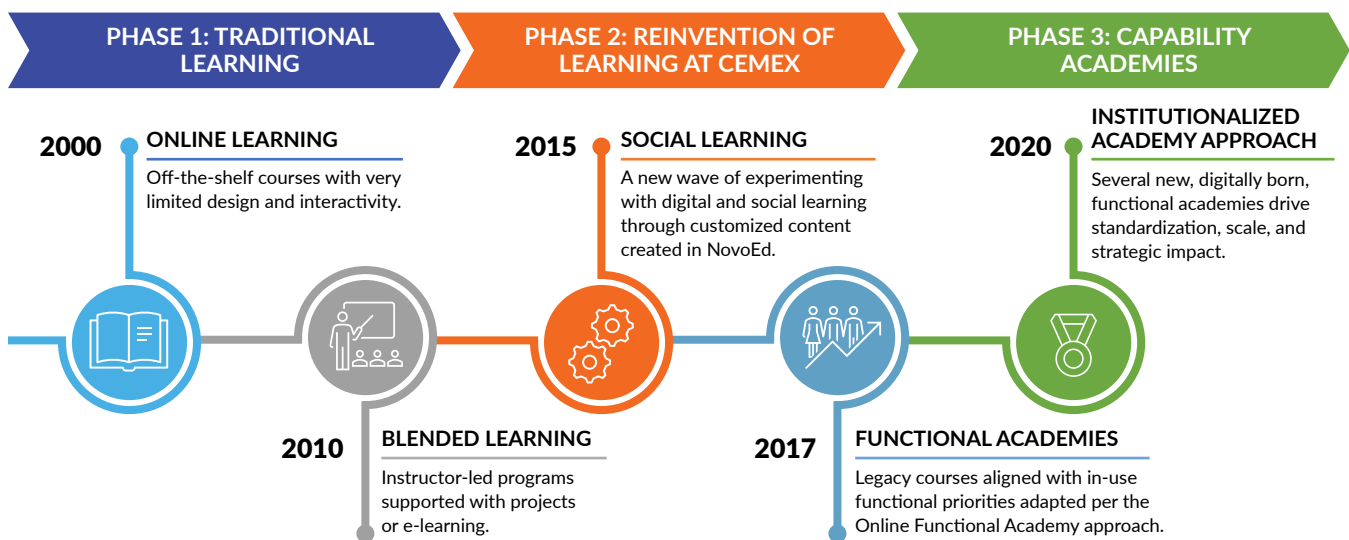 PHASE 1: TRADITIONAL
LEARNING
PHASE 2: REINVENTION OF
LEARNING AT CEMEX
PHASE 3: CAPABILITY
ACADEMIES
2000
ONLINE LEARNING
Off-the-shelf courses with very
limited design and interactivity.
2010
BLENDED LEARNING
Instructor-led programs
supported with projects
or e-learning.
2015
SOCIAL LEARNING
A new wave of experimenting
with digital and social learning
through customized content
created in NovoEd.
2017
FUNCTIONAL ACADEMIES
Legacy courses aligned with in-use
functional priorities adapted per the
Online Functional Academy approach.
2020
INSTITUTIONALIZED
ACADEMY APPROACH
Several new, digitally born,
functional academies drive
standardization, scale, and
strategic impact.